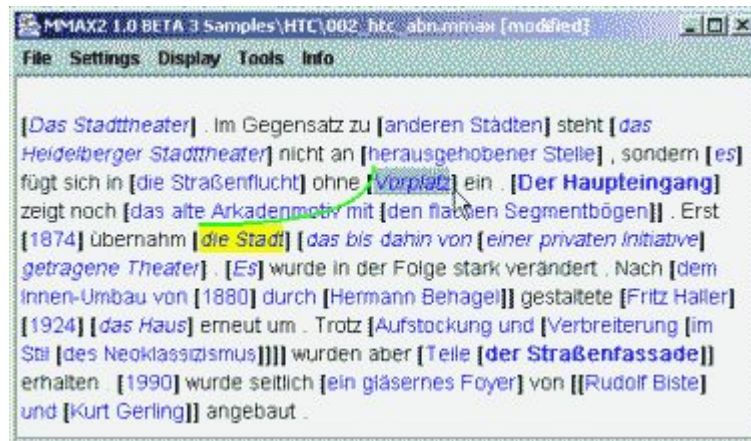 MMAX2 1.0 BETA 3 Samples\HTC\002_htc_abn.mmax [modified]
File Settings Display Tools Info
[Das Stadttheater] . Im Gegensatz zu [anderen Städten] steht [das
Heidelberger Stadttheater] nicht an [herausgehobener Stelle] , sondern [es]
fügt sich in [die Straßenflucht] ohne [Vorplatz] ein . [Der Haupteingang]
zeigt noch [das alte Arkadenmotiv mit [den flachen Segmentbögen]] . Erst
[1874] übernahm [die Stadt] [das bis dahin von [einer privaten Initiative]
getragene Theater] . [Es] wurde in der Folge stark verändert . Nach [dem
Innen-Umbau von [1880] durch [Hermann Behagel]] gestaltete [Fritz Haller]
[1924] [das Haus] erneut um . Trotz [Aufstockung und [Verbreiterung [im
Stil [des Neoklassizismus]]]] wurden aber [Teile [der Straßenfassade]]
erhalten . [1990] wurde seitlich [ein gläsernes Foyer] von [[Rudolf Biste]
und [Kurt Gerling]] angebaut .